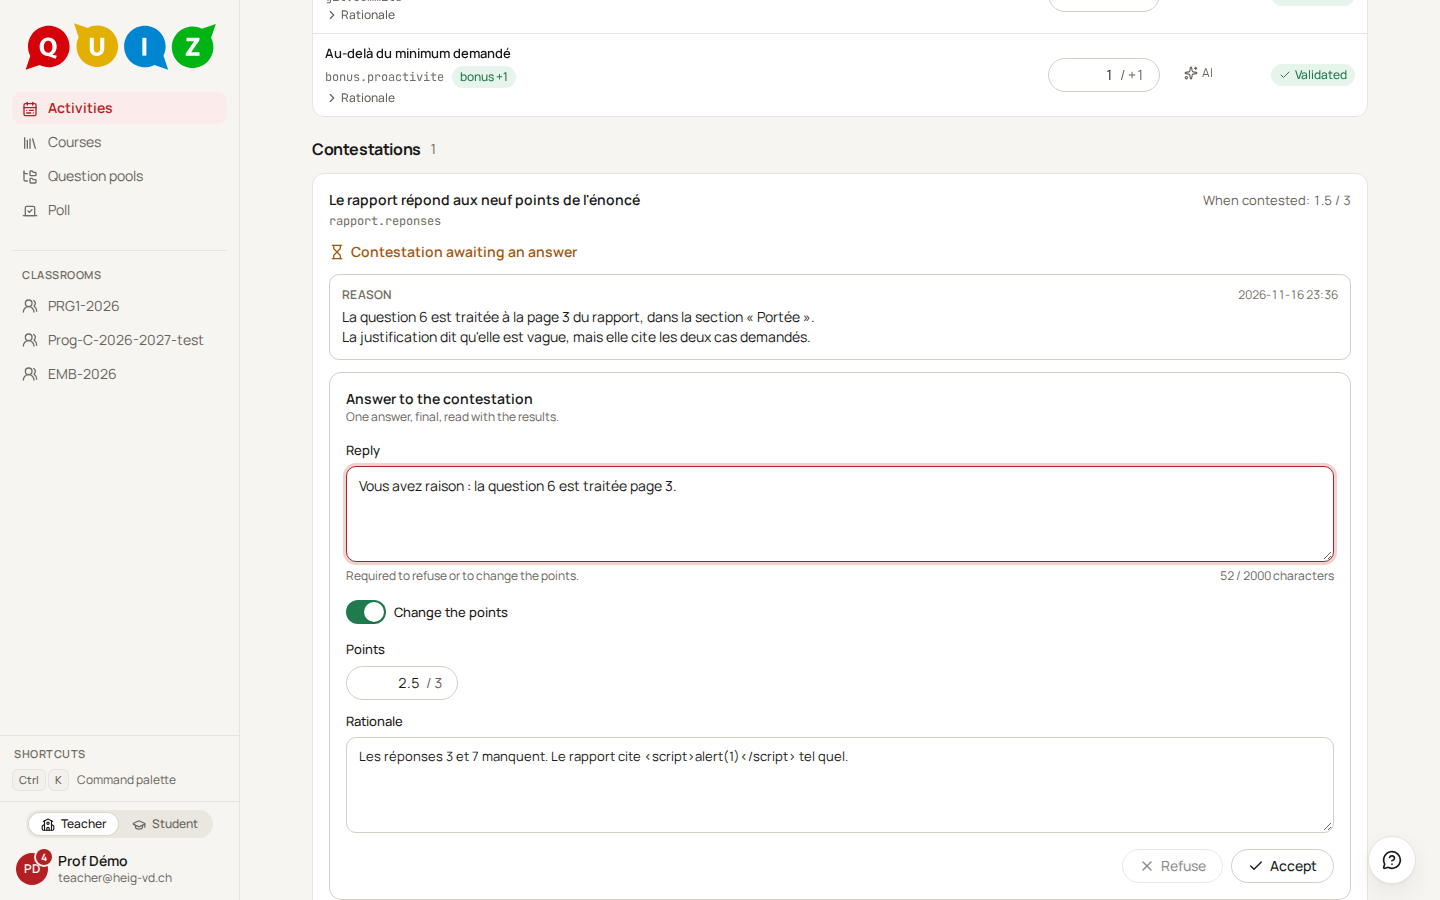 QUIZ
Activities
Courses
Question pools
Poll
CLASSROOMS
PRG1-2026
Prog-C-2026-2027-test
EMB-2026
SHORTCUTS
Ctrl K Command palette
Teacher Student
PD 4
Prof Démo
teacher@heig-vd.ch
Rationale
Au-delà du minimum demandé
bonus.proactivite bonus +1
1 / +1 AI Validated
Rationale
Contestations 1
Le rapport répond aux neuf points de l'énoncé When contested: 1.5 / 3
rapport.reponses
Contestation awaiting an answer
REASON 2026-11-16 23:36
La question 6 est traitée à la page 3 du rapport, dans la section « Portée ».
La justification dit qu'elle est vague, mais elle cite les deux cas demandés.
Answer to the contestation
One answer, final, read with the results.
Reply
Vous avez raison : la question 6 est traitée page 3.
Required to refuse or to change the points. 52 / 2000 characters
Change the points
Points
2.5 / 3
Rationale
Les réponses 3 et 7 manquent. Le rapport cite <script>alert(1)</script> tel quel.
Refuse Accept